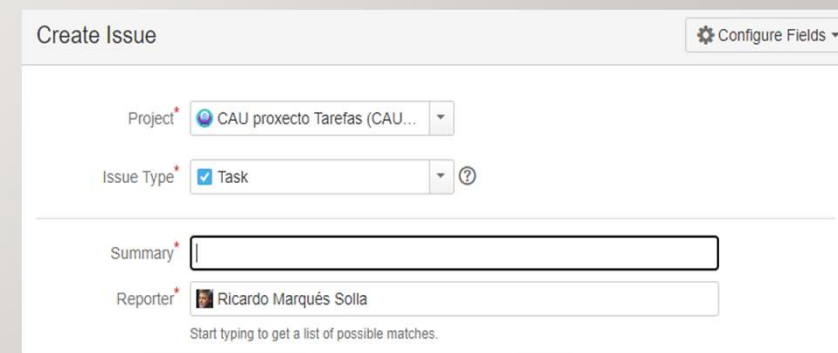 Create Issue
Configure Fields
Project*
CAU proxecto Tarefas (CAU...
Issue Type*
Task
Summary*
Reporter*
Ricardo Marqués Solla
Start typing to get a list of possible matches.